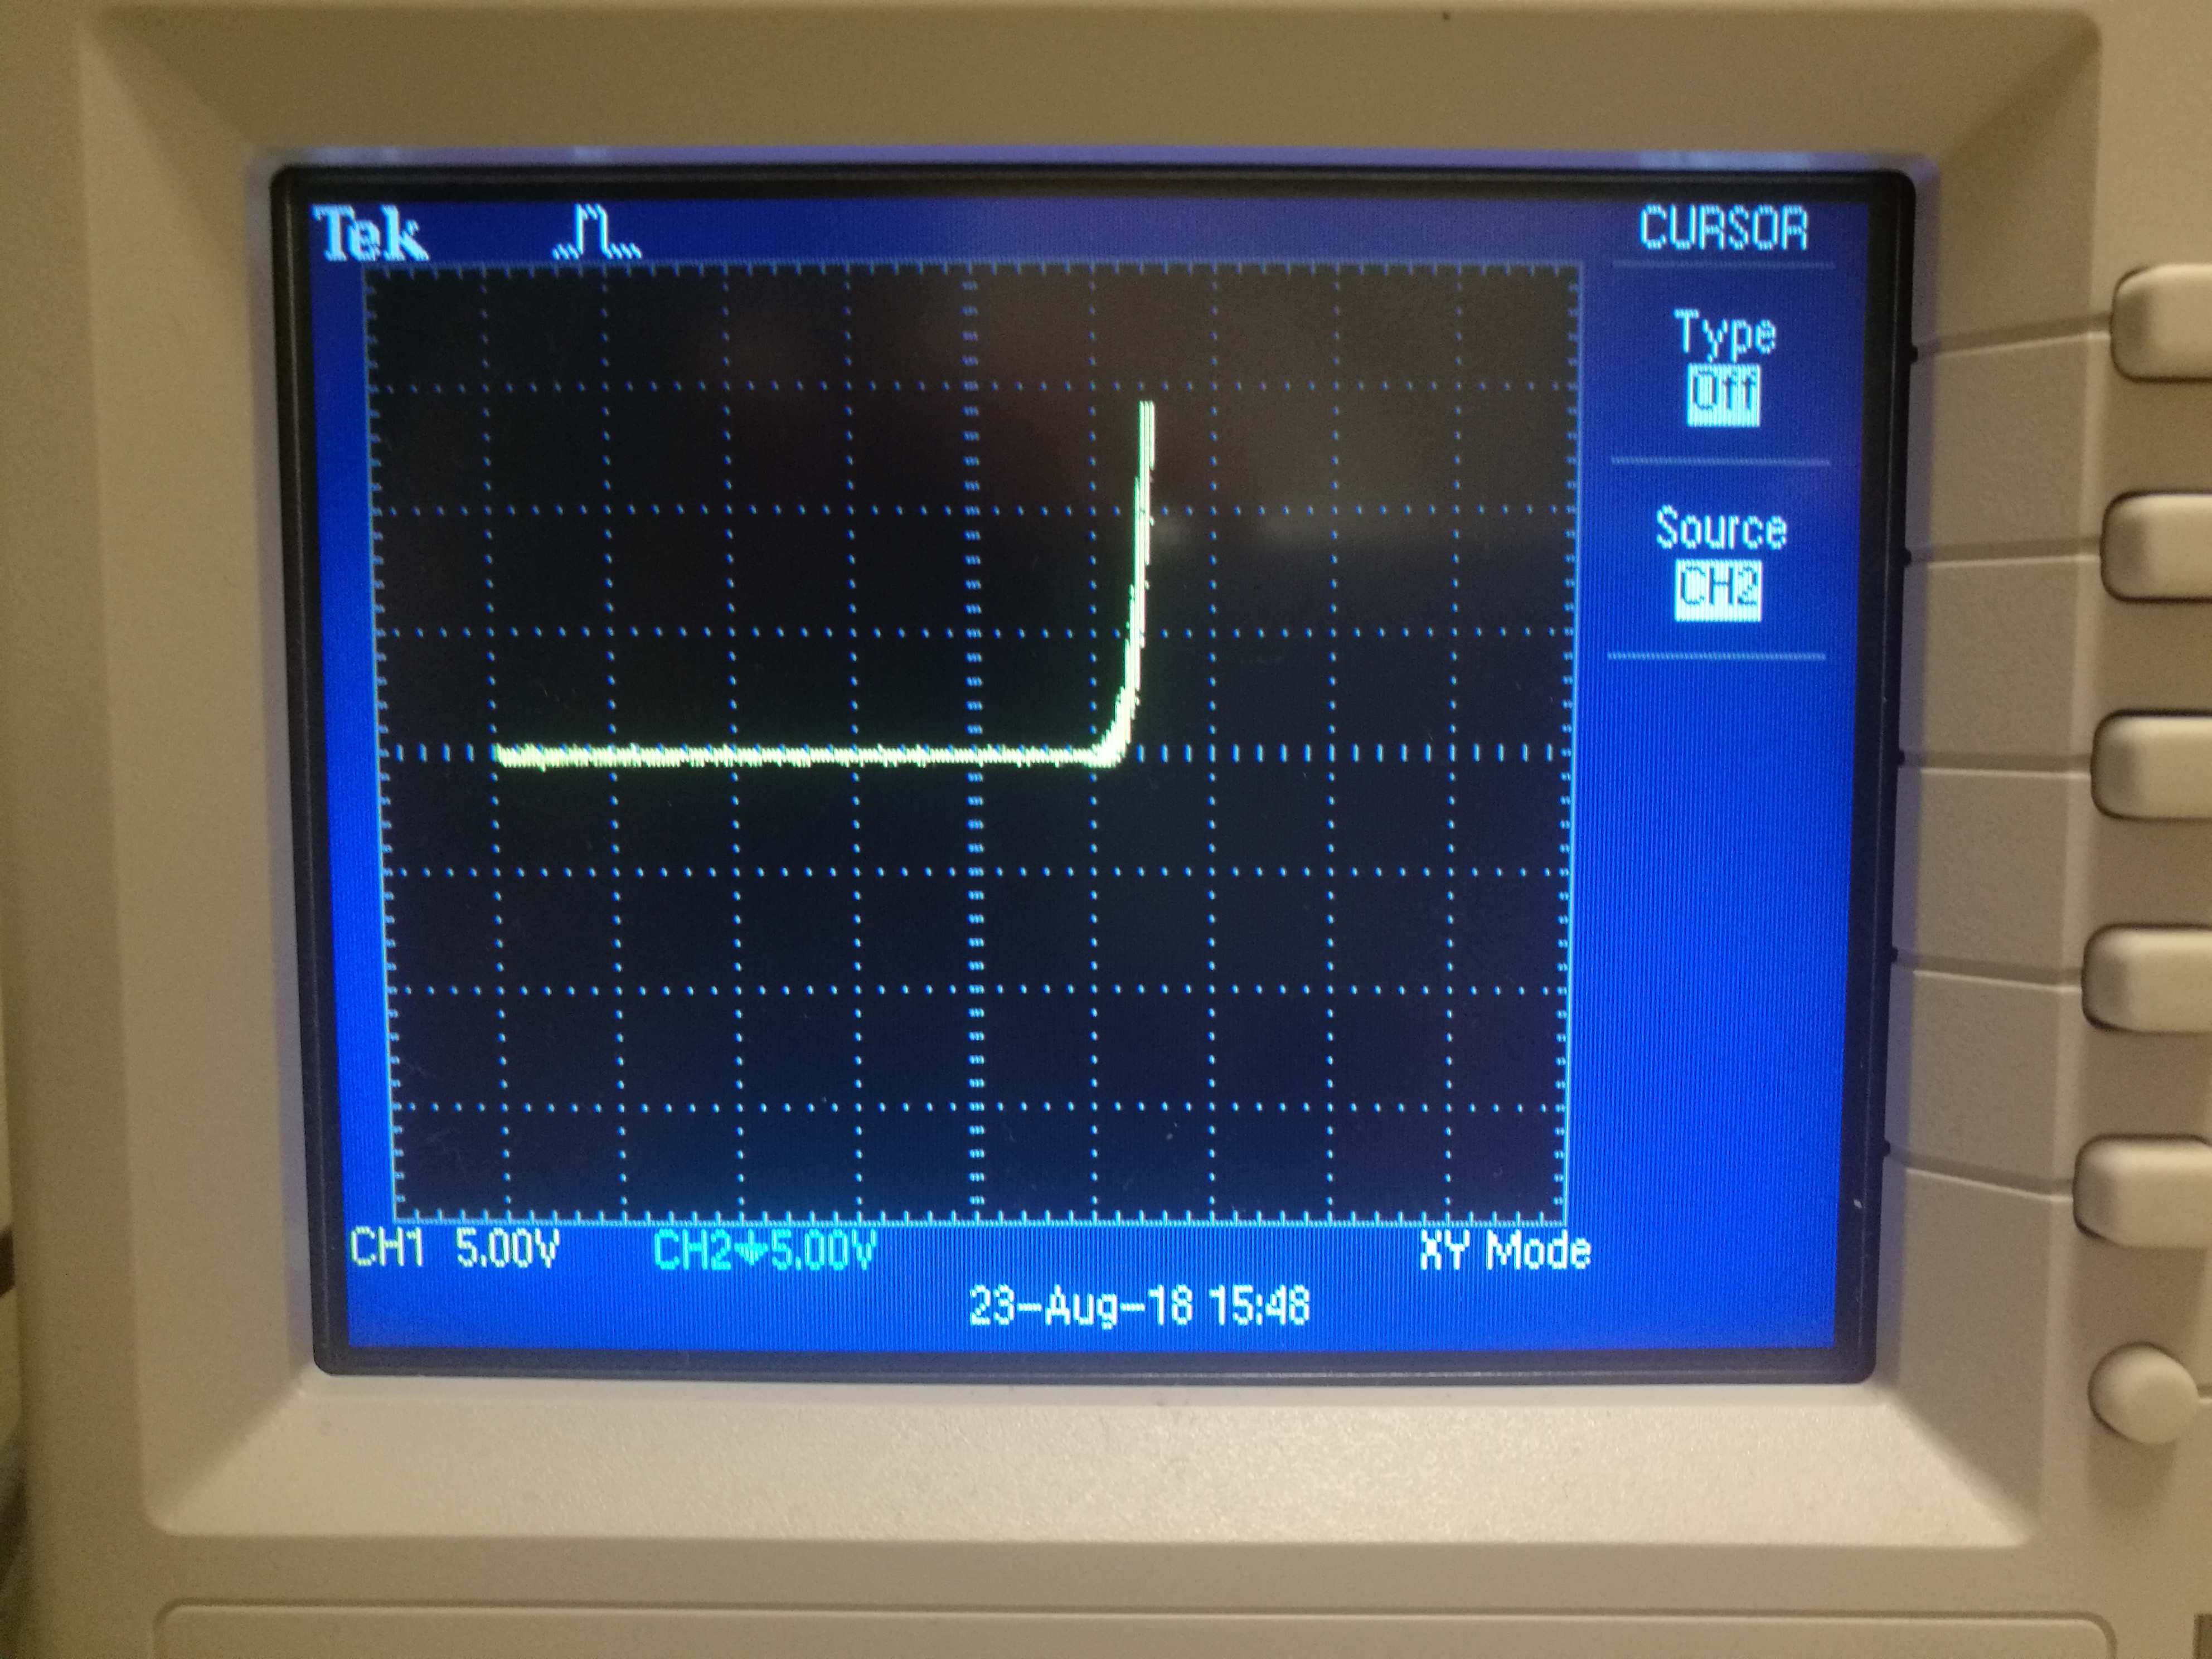 Tek
CURSOR
Type
Off
Source
CH2
CH1 5.00V CH2⏚5.00V XY Mode
23-Aug-18 15:48